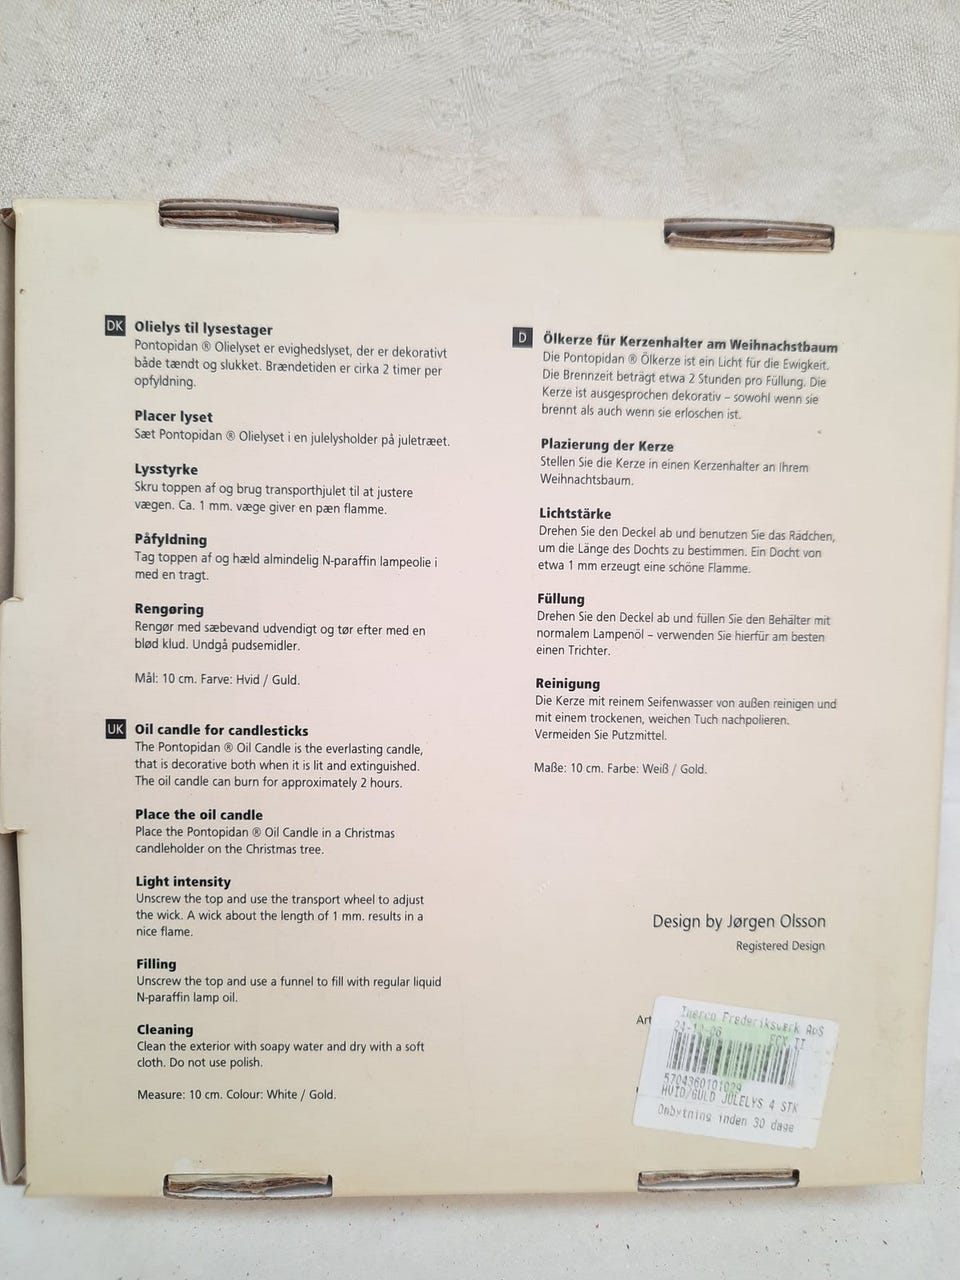 DK Olielys til lysestager
Pontopidan ® Olielyset er evighedslyset, der er dekorativt
både tændt og slukket. Brændetiden er cirka 2 timer per
opfyldning.
Placer lyset
Sæt Pontopidan ® Olielyset i en julelysholder på juletræet.
Lysstyrke
Skru toppen af og brug transporthjulet til at justere
vægen. Ca. 1 mm. væge giver en pæn flamme.
Påfyldning
Tag toppen af og hæld almindelig N-paraffin lampeolie i
med en tragt.
Rengøring
Rengør med sæbevand udvendigt og tør efter med en
blød klud. Undgå pudsemidler.
Mål: 10 cm. Farve: Hvid / Guld.
UK Oil candle for candlesticks
The Pontopidan ® Oil Candle is the everlasting candle,
that is decorative both when it is lit and extinguished.
The oil candle can burn for approximately 2 hours.
Place the oil candle
Place the Pontopidan ® Oil Candle in a Christmas
candleholder on the Christmas tree.
Light intensity
Unscrew the top and use the transport wheel to adjust
the wick. A wick about the length of 1 mm. results in a
nice flame.
Filling
Unscrew the top and use a funnel to fill with regular liquid
N-paraffin lamp oil.
Cleaning
Clean the exterior with soapy water and dry with a soft
cloth. Do not use polish.
Measure: 10 cm. Colour: White / Gold.
D Ölkerze für Kerzenhalter am Weihnachstbaum
Die Pontopidan ® Ölkerze ist ein Licht für die Ewigkeit.
Die Brennzeit beträgt etwa 2 Stunden pro Füllung. Die
Kerze ist ausgesprochen dekorativ – sowohl wenn sie
brennt als auch wenn sie erloschen ist.
Plazierung der Kerze
Stellen Sie die Kerze in einen Kerzenhalter an Ihrem
Weihnachtsbaum.
Lichtstärke
Drehen Sie den Deckel ab und benutzen Sie das Rädchen,
um die Länge des Dochts zu bestimmen. Ein Docht von
etwa 1 mm erzeugt eine schöne Flamme.
Füllung
Drehen Sie den Deckel ab und füllen Sie den Behälter mit
normalem Lampenöl – verwenden Sie hierfür am besten
einen Trichter.
Reinigung
Die Kerze mit reinem Seifenwasser von außen reinigen und
mit einem trockenen, weichen Tuch nachpolieren.
Vermeiden Sie Putzmittel.
Maße: 10 cm. Farbe: Weiß / Gold.
Design by Jørgen Olsson
Registered Design
Art
Frederiksværk ApS
5704360101029
HVID/GULD JULELYS 4 STK
Ombytning inden 30 dage